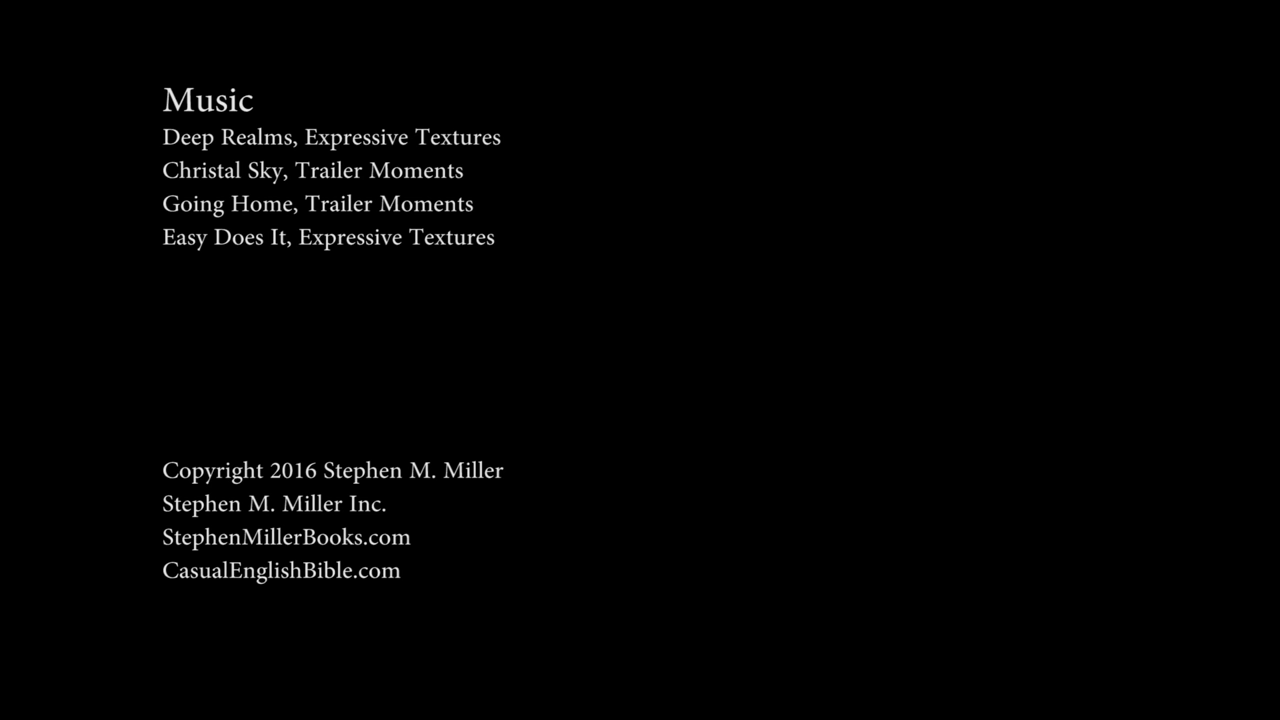 Music
Deep Realms, Expressive Textures
Christal Sky, Trailer Moments
Going Home, Trailer Moments
Easy Does It, Expressive Textures
Copyright 2016 Stephen M. Miller
Stephen M. Miller Inc.
StephenMillerBooks.com
CasualEnglishBible.com